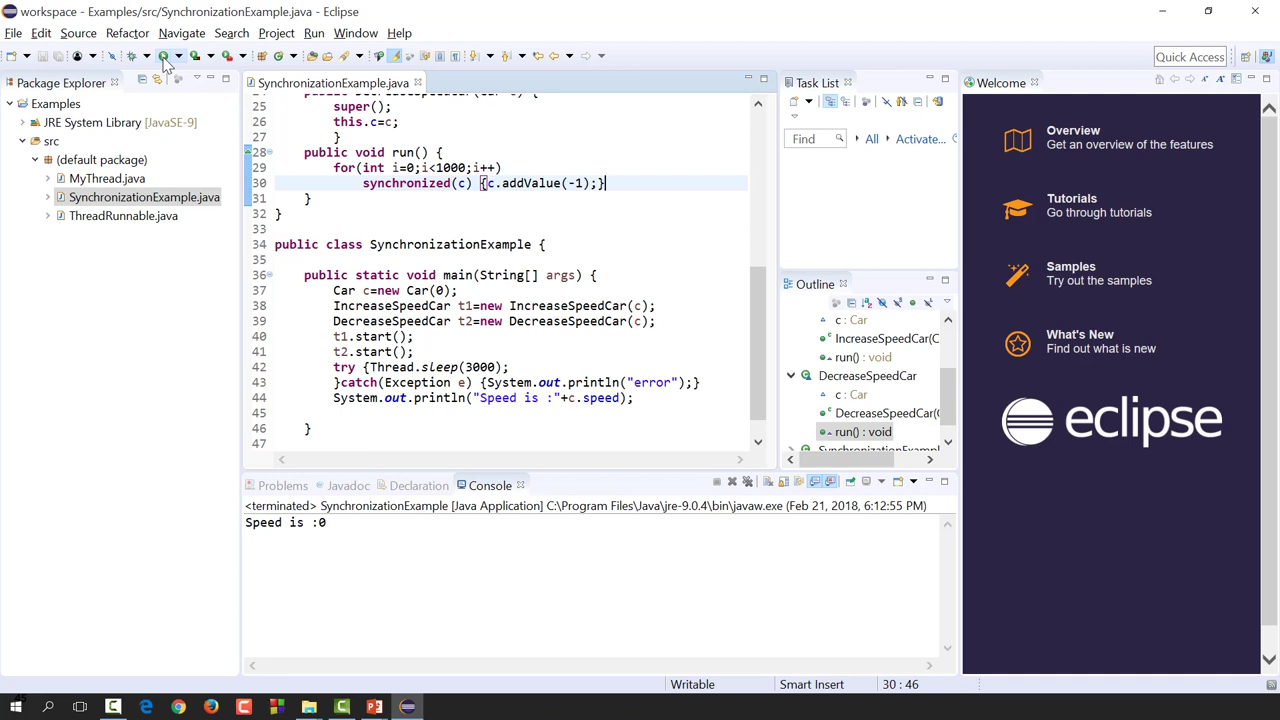 workspace - Examples/src/SynchronizationExample.java - Eclipse
File Edit Source Refactor Navigate Search Project Run Window Help
Quick Access
Package Explorer
Examples
JRE System Library [JavaSE-9]
src
(default package)
MyThread.java
SynchronizationExample.java
ThreadRunnable.java
SynchronizationExample.java
25 super();
26 this.c=c;
27 }
28 public void run() {
29 for(int i=0;i<1000;i++)
30 synchronized(c) {c.addValue(-1);}
31 }
32 }
33
34 public class SynchronizationExample {
35
36 public static void main(String[] args) {
37 Car c=new Car(0);
38 IncreaseSpeedCar t1=new IncreaseSpeedCar(c);
39 DecreaseSpeedCar t2=new DecreaseSpeedCar(c);
40 t1.start();
41 t2.start();
42 try {Thread.sleep(3000);
43 }catch(Exception e) {System.out.println("error");}
44 System.out.println("Speed is :"+c.speed);
45
46 }
47
Task List
Find All Activate...
Outline
c : Car
IncreaseSpeedCar(C
run() : void
DecreaseSpeedCar
c : Car
DecreaseSpeedCar(
run() : void
Welcome
Overview
Get an overview of the features
Tutorials
Go through tutorials
Samples
Try out the samples
What's New
Find out what is new
eclipse
Problems Javadoc Declaration Console
<terminated> SynchronizationExample [Java Application] C:\Program Files\Java\jre-9.0.4\bin\javaw.exe (Feb 21, 2018, 6:12:55 PM)
Speed is :0
Writable Smart Insert 30 : 46